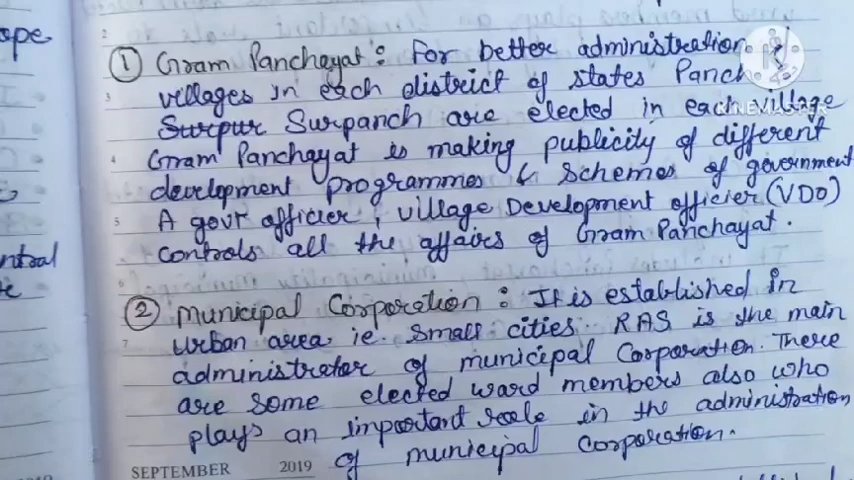 ope
ntral
① Gram Panchayat: For better administration
villages in each district of states Panch
Surpur Surpanch are elected in each village
Gram Panchayat is making publicity of different
development programmes & schemes of government
A govt officier, village Development officier (VDO)
controls all the affairs of Gram Panchayat.
② Municipal Corporation: It is established in
urban area ie. small cities. RAS is the main
administrator of municipal Corporation. There
are some elected ward members also who
plays an important role in the administration
of municipal Corporation.
SEPTEMBER 2019
KINEMASTER